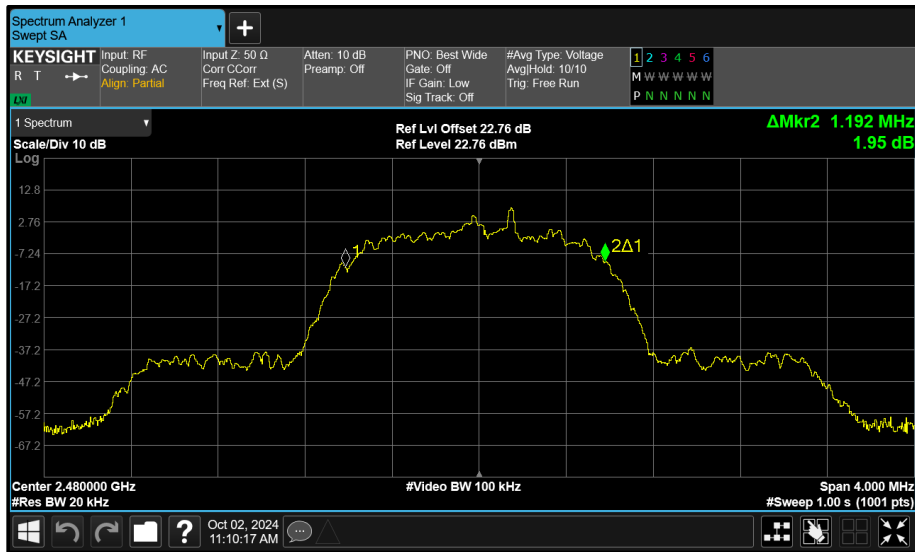 Spectrum Analyzer 1
Swept SA
+
KEYSIGHT
R T
LXI
Input: RF
Coupling: AC
Align: Partial
Input Z: 50 Ω
Corr CCorr
Freq Ref: Ext (S)
Atten: 10 dB
Preamp: Off
PNO: Best Wide
Gate: Off
IF Gain: Low
Sig Track: Off
#Avg Type: Voltage
Avg|Hold: 10/10
Trig: Free Run
1 2 3 4 5 6
M W W W W W
P N N N N N
1 Spectrum
Scale/Div 10 dB
Ref Lvl Offset 22.76 dB
Ref Level 22.76 dBm
ΔMkr2 1.192 MHz
1.95 dB
Log
12.8
2.76
-7.24
-17.2
-27.2
-37.2
-47.2
-57.2
-67.2
1
2Δ1
Center 2.480000 GHz
#Res BW 20 kHz
#Video BW 100 kHz
Span 4.000 MHz
#Sweep 1.00 s (1001 pts)
?
Oct 02, 2024
11:10:17 AM